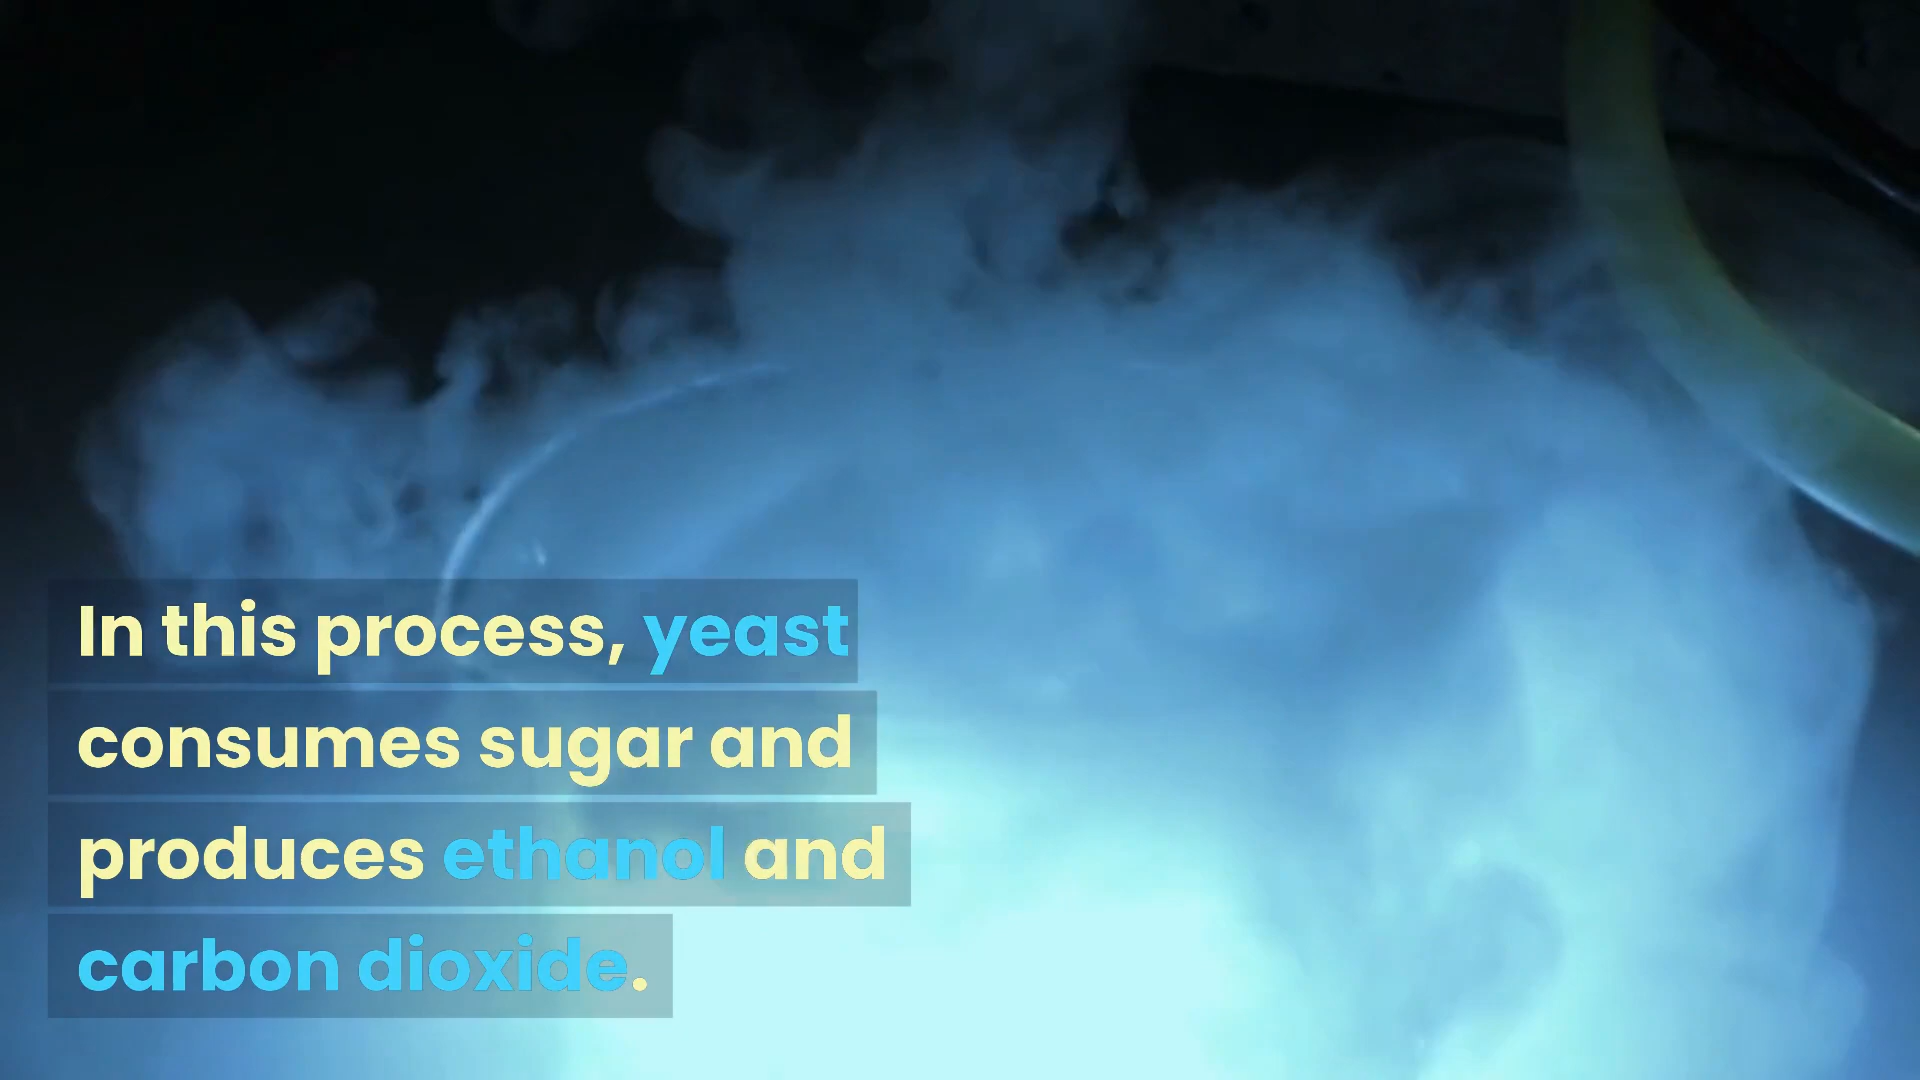 In this process, yeast
consumes sugar and
produces ethanol and
carbon dioxide.